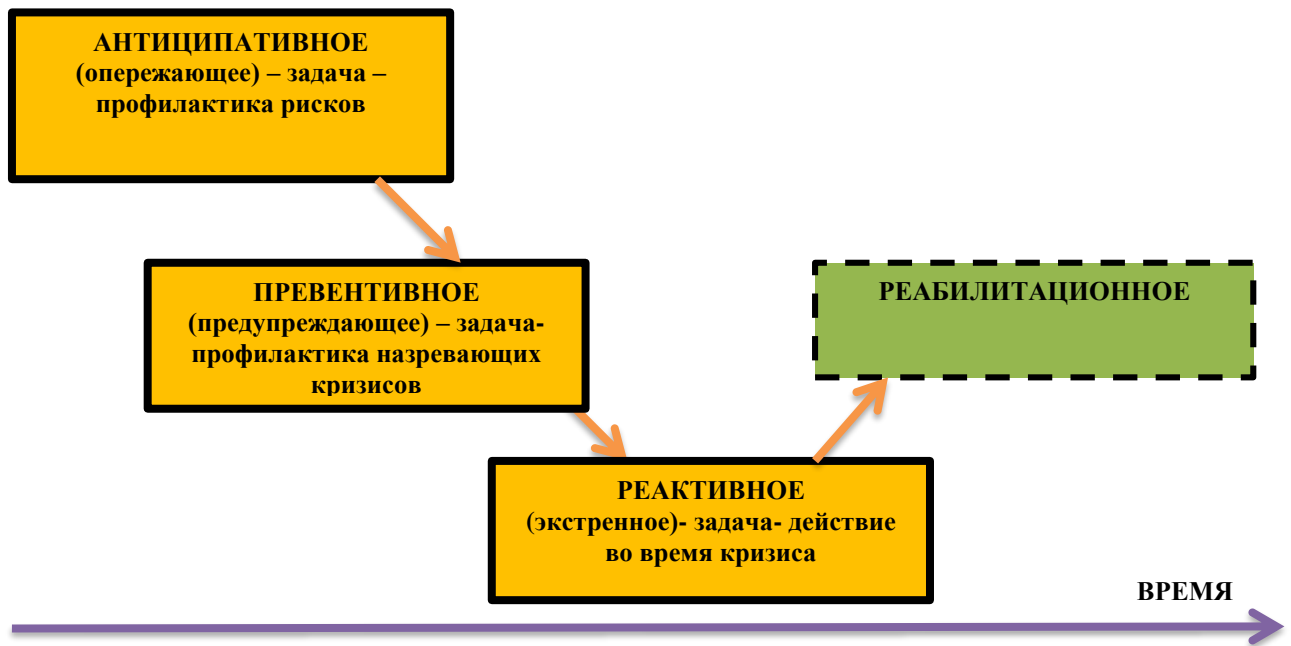 АНТИЦИПАТИВНОЕ
(опережающее) – задача –
профилактика рисков
ПРЕВЕНТИВНОЕ
(предупреждающее) – задача-
профилактика назревающих
кризисов
РЕАБИЛИТАЦИОННОЕ
РЕАКТИВНОЕ
(экстренное)- задача- действие
во время кризиса
ВРЕМЯ